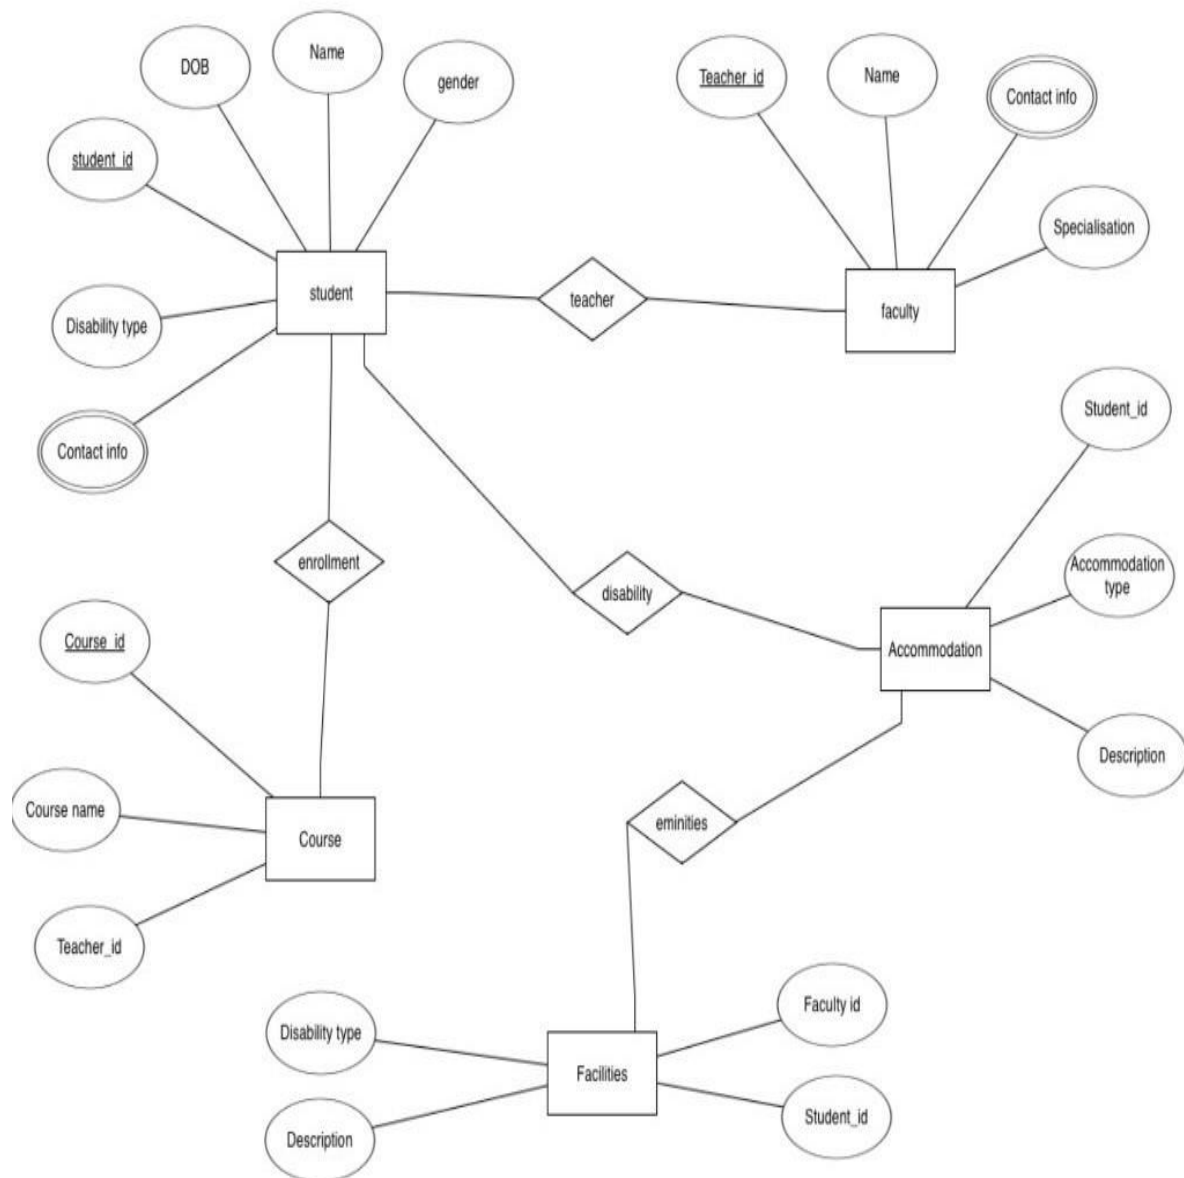 Name
DOB
gender
student_id
Teacher_id
Name
Contact info
Specialisation
student
teacher
faculty
Disability type
Contact info
Student_id
enrollment
disability
Accommodation
type
Accommodation
Description
Course_id
Course name
Course
Teacher_id
eminities
Disability type
Faculty id
Facilities
Description
Student_id